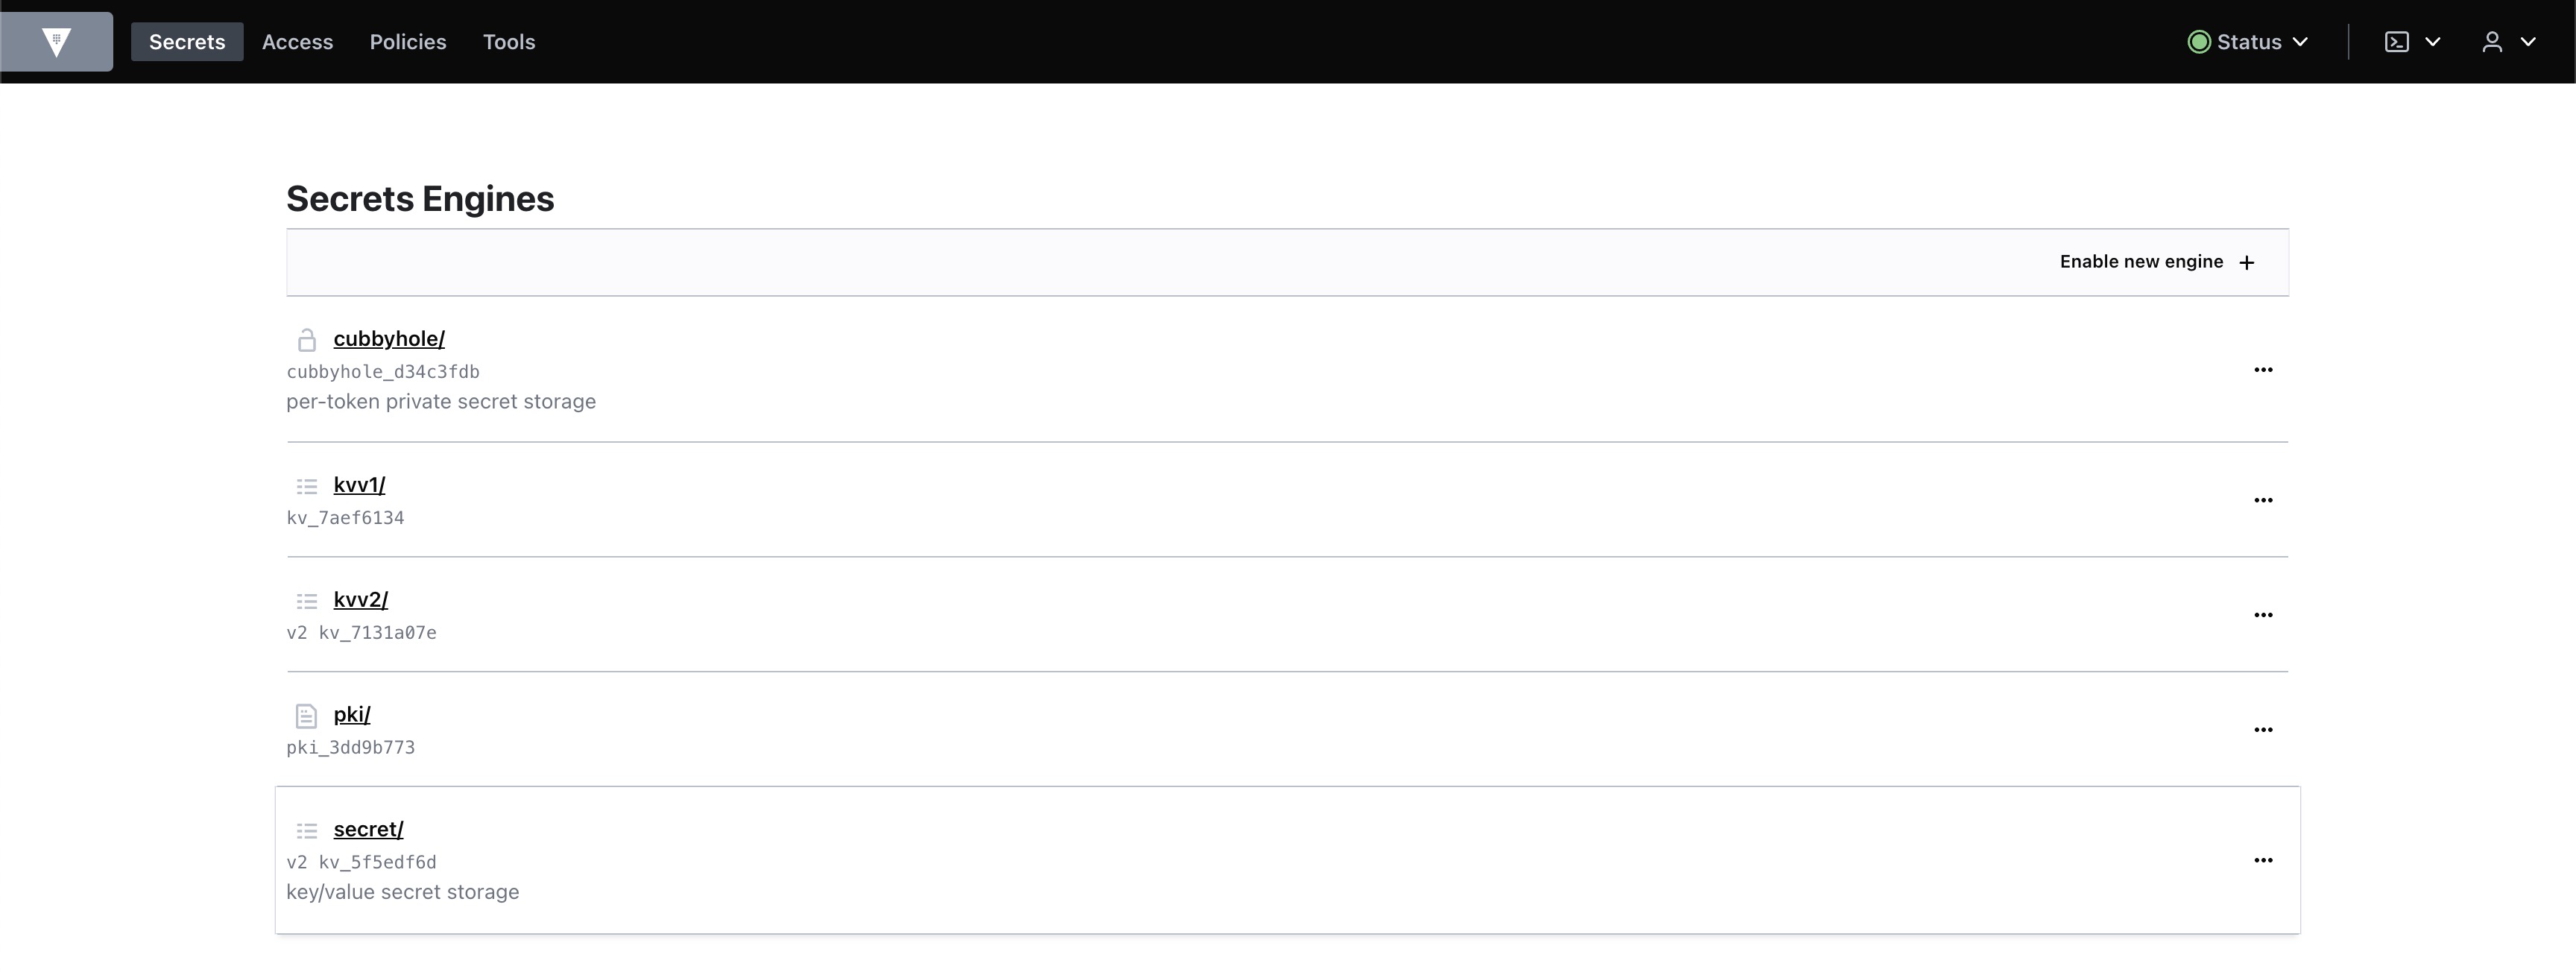 Secrets Access Policies Tools Status
Secrets Engines
Enable new engine
cubbyhole/
cubbyhole_d34c3fdb
per-token private secret storage
kvv1/
kv_7aef6134
kvv2/
v2 kv_7131a07e
pki/
pki_3dd9b773
secret/
v2 kv_5f5edf6d
key/value secret storage